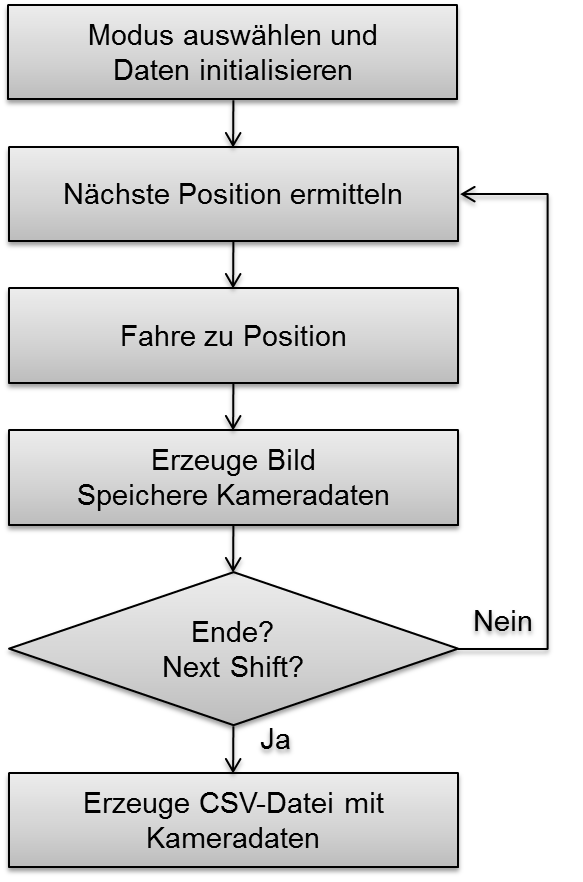 Modus auswählen und
Daten initialisieren
Nächste Position ermitteln
Fahre zu Position
Erzeuge Bild
Speichere Kameradaten
Ende?
Next Shift?
Nein
Ja
Erzeuge CSV-Datei mit
Kameradaten